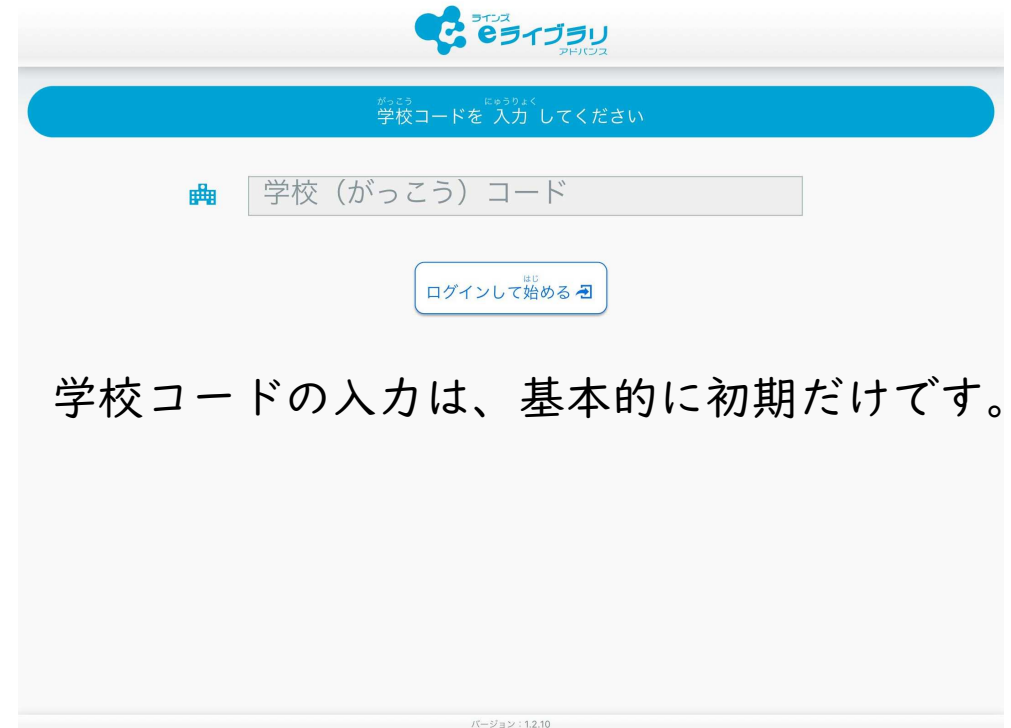 ラインズ
eライブラリ
アドバンス
がっこう にゅうりょく
学校コードを 入力 してください
学校（がっこう）コード
はじ
ログインして始める
学校コードの入力は、基本的に初期だけです。
バージョン：1.2.10